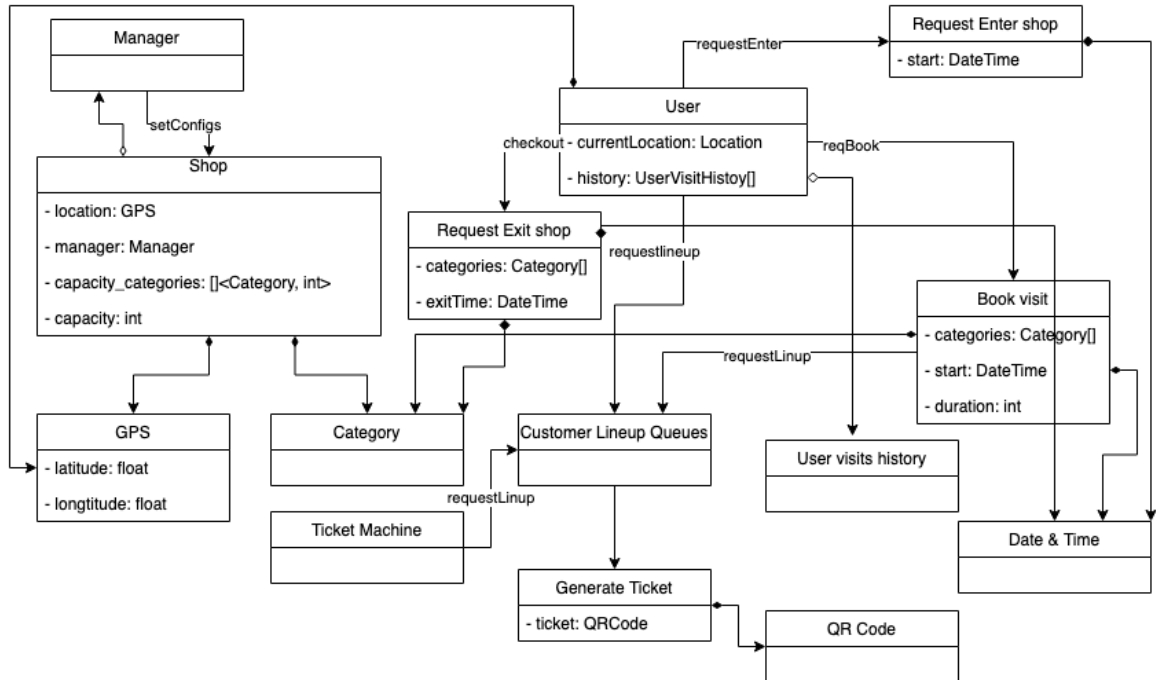 Manager
setConfigs
Shop
- location: GPS
- manager: Manager
- capacity_categories: []<Category, int>
- capacity: int
requestEnter
Request Enter shop
- start: DateTime
User
- currentLocation: Location
- history: UserVisitHistoy[]
checkout
reqBook
Request Exit shop
- categories: Category[]
- exitTime: DateTime
requestlineup
Book visit
- categories: Category[]
- start: DateTime
- duration: int
requestLinup
GPS
- latitude: float
- longtitude: float
Category
Customer Lineup Queues
User visits history
requestLinup
Ticket Machine
Date & Time
Generate Ticket
- ticket: QRCode
QR Code